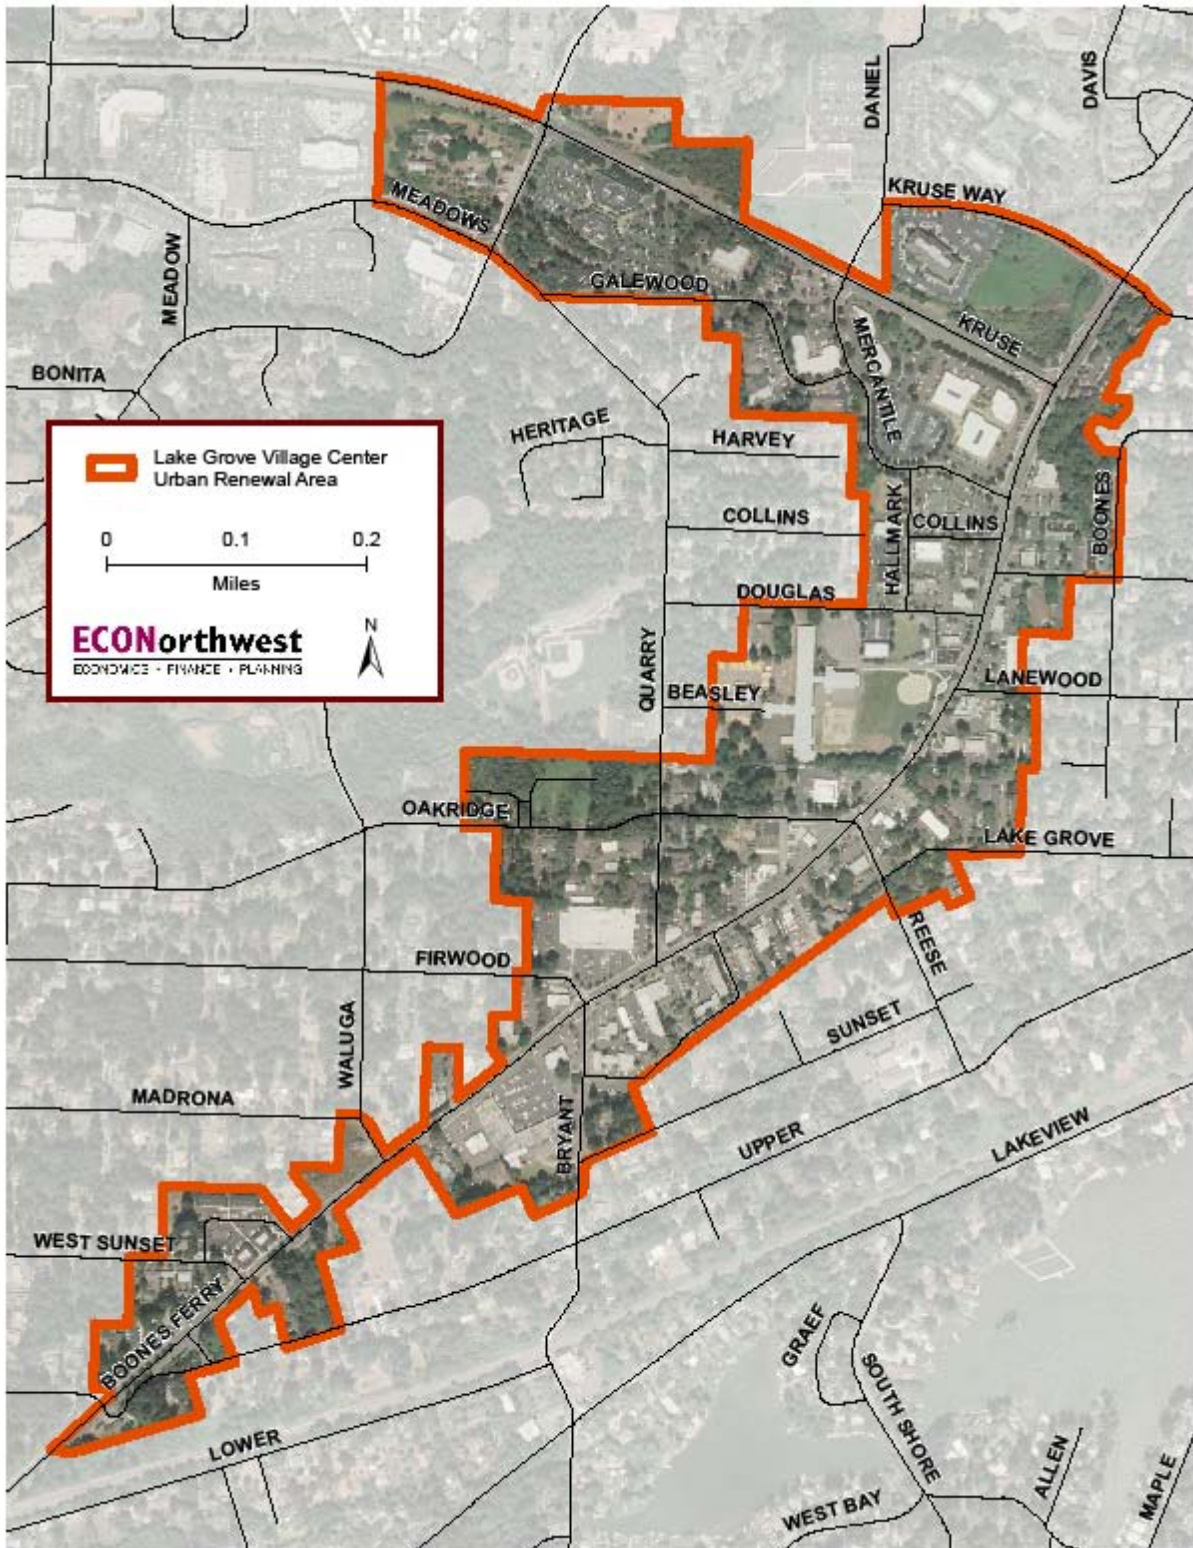 DANIEL
DAVIS
KRUSE WAY
MEADOWS
MEADOW
GALEWOOD
KRUSE
MERCANTILE
BONITA
HERITAGE
HARVEY
Lake Grove Village Center
Urban Renewal Area
0 0.1 0.2
Miles
ECONorthwest
ECONOMICS • FINANCE • PLANNING
N
COLLINS
HALLMARK
COLLINS
BOONES
DOUGLAS
QUARRY
BEASLEY
LANEWOOD
OAKRIDGE
LAKE GROVE
FIRWOOD
REESE
WALUGA
SUNSET
MADRONA
BRYANT
UPPER
LAKEVIEW
WEST SUNSET
BOONES FERRY
GRAEF
SOUTH SHORE
LOWER
ALLEN
MAPLE
WEST BAY